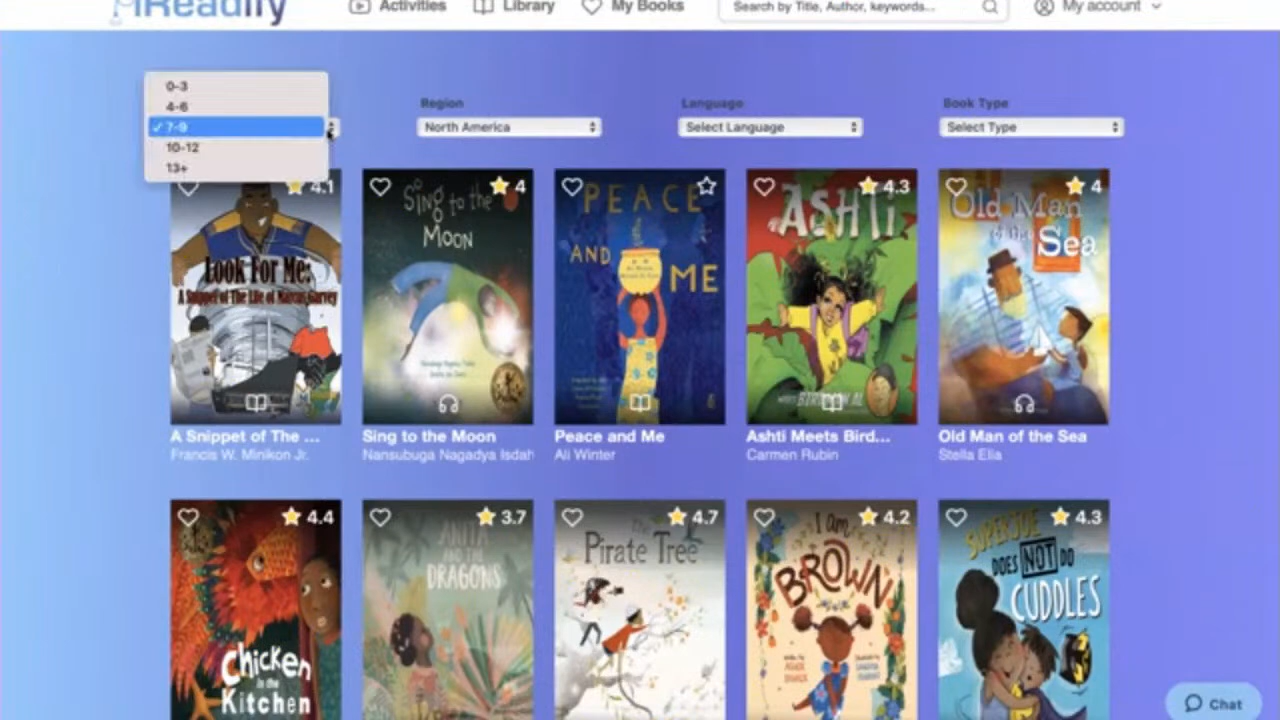 iReadify
Activities
Library
My Books
Search by Title, Author, keywords...
My account
0-3
4-6
✓ 7-9
10-12
13+
Region
North America
Language
Select Language
Book Type
Select Type
4.1
Look For Me:
A Snippet of The Life of Marcus Garvey
A Snippet of The ...
Francis W. Minikon Jr.
4
Sing to the
Moon
Sing to the Moon
Nansubuga Nagadya Isdah
PEACE
AND
ME
Peace and Me
Ali Winter
4.3
ASHTI
MEETS BIRDMAN AL
Ashti Meets Bird...
Carmen Rubin
4
Old Man
of the
Sea
Old Man of the Sea
Stella Elia
4.4
Chicken
in the
Kitchen
3.7
ANITA
AND THE
DRAGONS
4.7
the
Pirate Tree
4.2
I am
BROWN
4.3
SUPERJOE
DOES NOT DO
CUDDLES
Chat